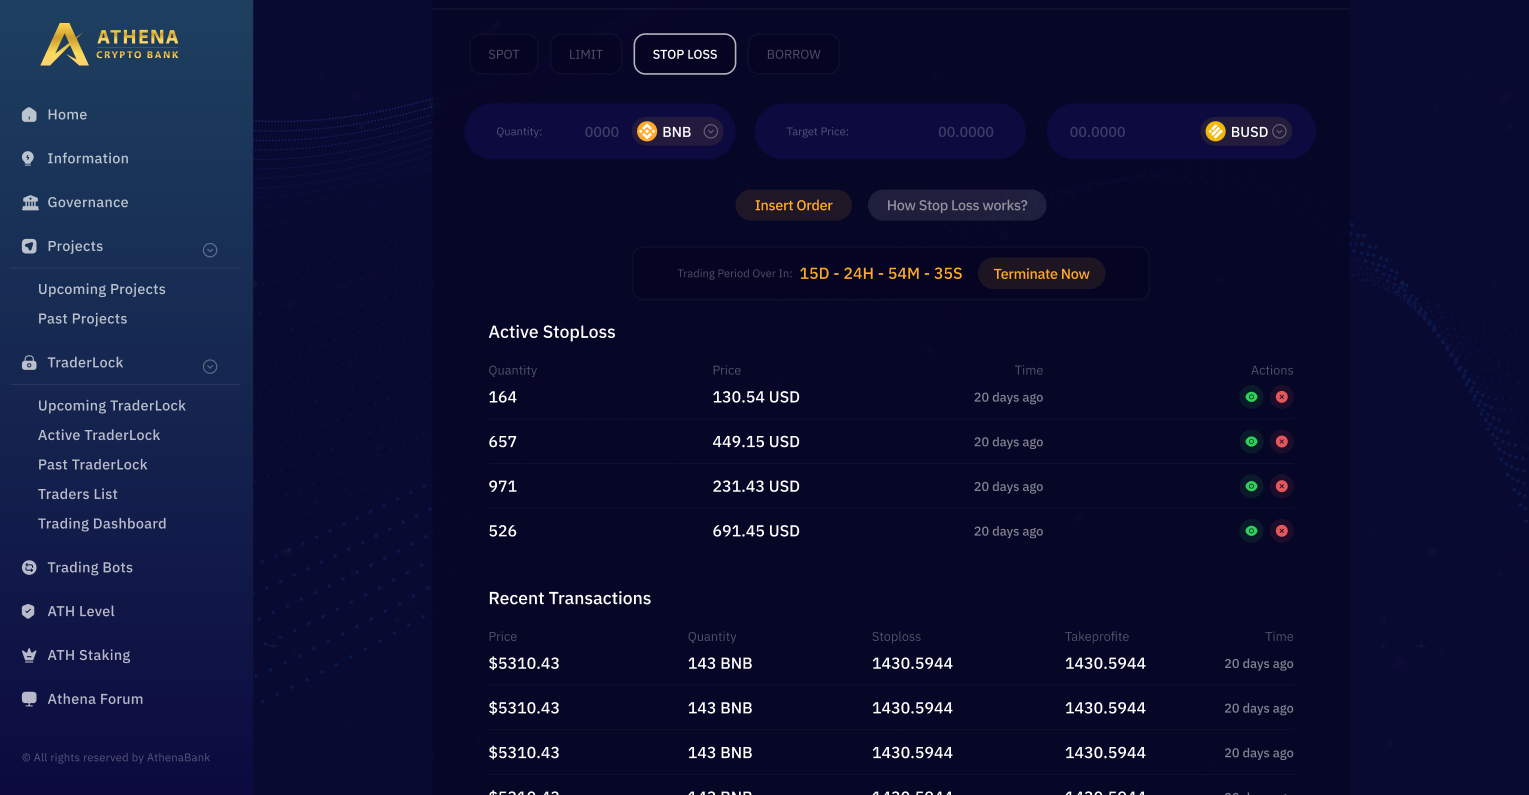 ATHENA
CRYPTO BANK
Home
Information
Governance
Projects
Upcoming Projects
Past Projects
TraderLock
Upcoming TraderLock
Active TraderLock
Past TraderLock
Traders List
Trading Dashboard
Trading Bots
ATH Level
ATH Staking
Athena Forum
© All rights reserved by AthenaBank
SPOT LIMIT STOP LOSS BORROW
Quantity: 0000 BNB Target Price: 00.0000 00.0000 BUSD
Insert Order How Stop Loss works?
Trading Period Over In: 15D - 24H - 54M - 35S Terminate Now
Active StopLoss
Quantity Price Time Actions
164 130.54 USD 20 days ago
657 449.15 USD 20 days ago
971 231.43 USD 20 days ago
526 691.45 USD 20 days ago
Recent Transactions
Price Quantity Stoploss Takeprofite Time
$5310.43 143 BNB 1430.5944 1430.5944 20 days ago
$5310.43 143 BNB 1430.5944 1430.5944 20 days ago
$5310.43 143 BNB 1430.5944 1430.5944 20 days ago